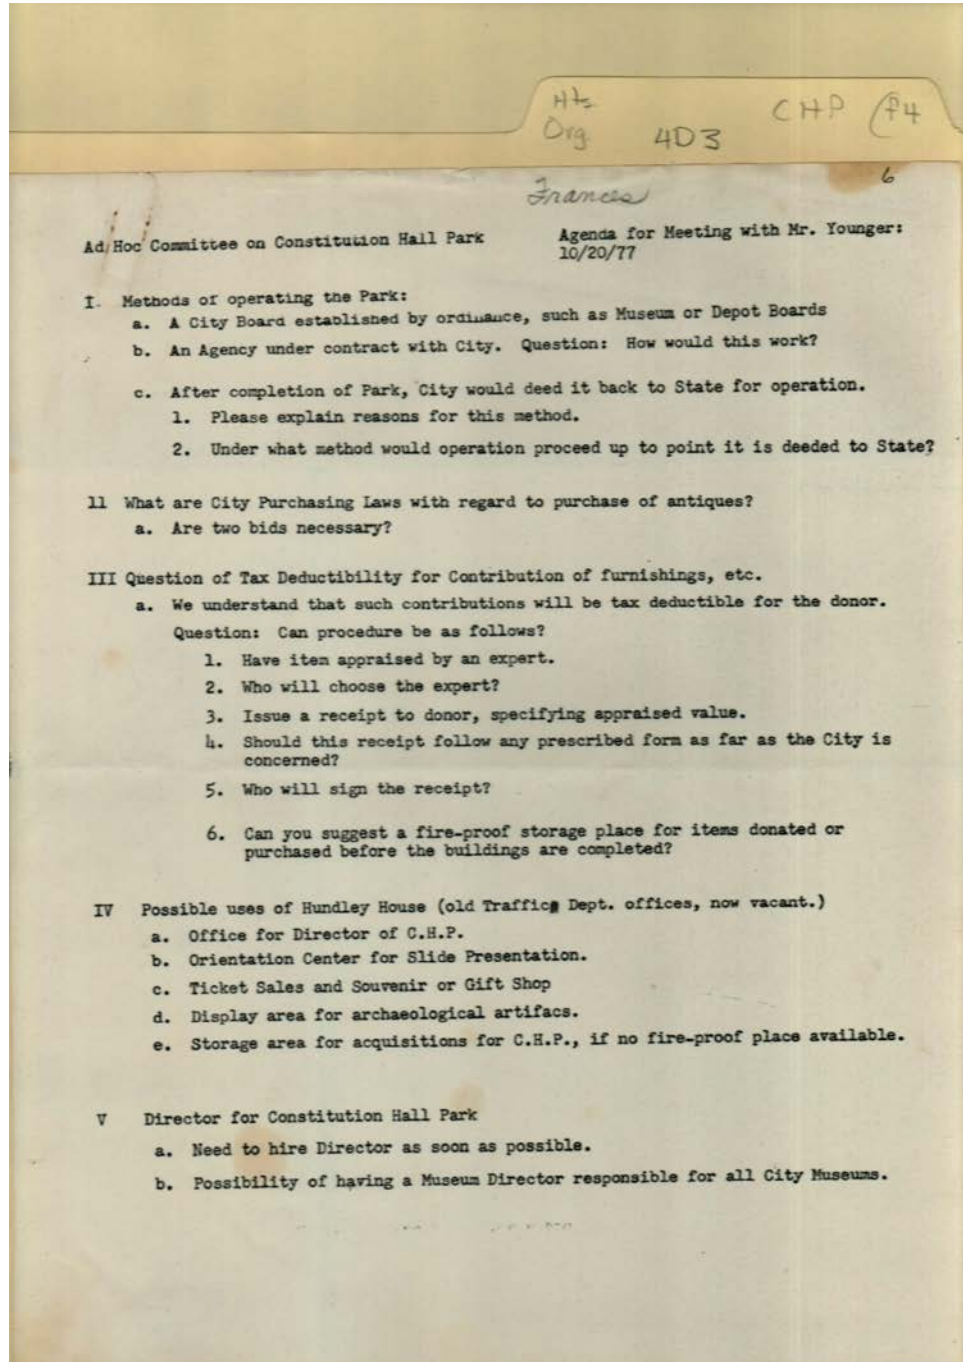 Hts
Org 4D3 CHP (f4
6
Frances
Ad Hoc Committee on Constitution Hall Park Agenda for Meeting with Mr. Younger:
10/20/77
I. Methods of operating the Park:
a. A City Board established by ordinance, such as Museum or Depot Boards
b. An Agency under contract with City. Question: How would this work?
c. After completion of Park, City would deed it back to State for operation.
1. Please explain reasons for this method.
2. Under what method would operation proceed up to point it is deeded to State?
ll What are City Purchasing Laws with regard to purchase of antiques?
a. Are two bids necessary?
III Question of Tax Deductibility for Contribution of furnishings, etc.
a. We understand that such contributions will be tax deductible for the donor.
Question: Can procedure be as follows?
1. Have item appraised by an expert.
2. Who will choose the expert?
3. Issue a receipt to donor, specifying appraised value.
4. Should this receipt follow any prescribed form as far as the City is
concerned?
5. Who will sign the receipt?
6. Can you suggest a fire-proof storage place for items donated or
purchased before the buildings are completed?
IV Possible uses of Hundley House (old Traffic Dept. offices, now vacant.)
a. Office for Director of C.H.P.
b. Orientation Center for Slide Presentation.
c. Ticket Sales and Souvenir or Gift Shop
d. Display area for archaeological artifacs.
e. Storage area for acquisitions for C.H.P., if no fire-proof place available.
V Director for Constitution Hall Park
a. Need to hire Director as soon as possible.
b. Possibility of having a Museum Director responsible for all City Museums.